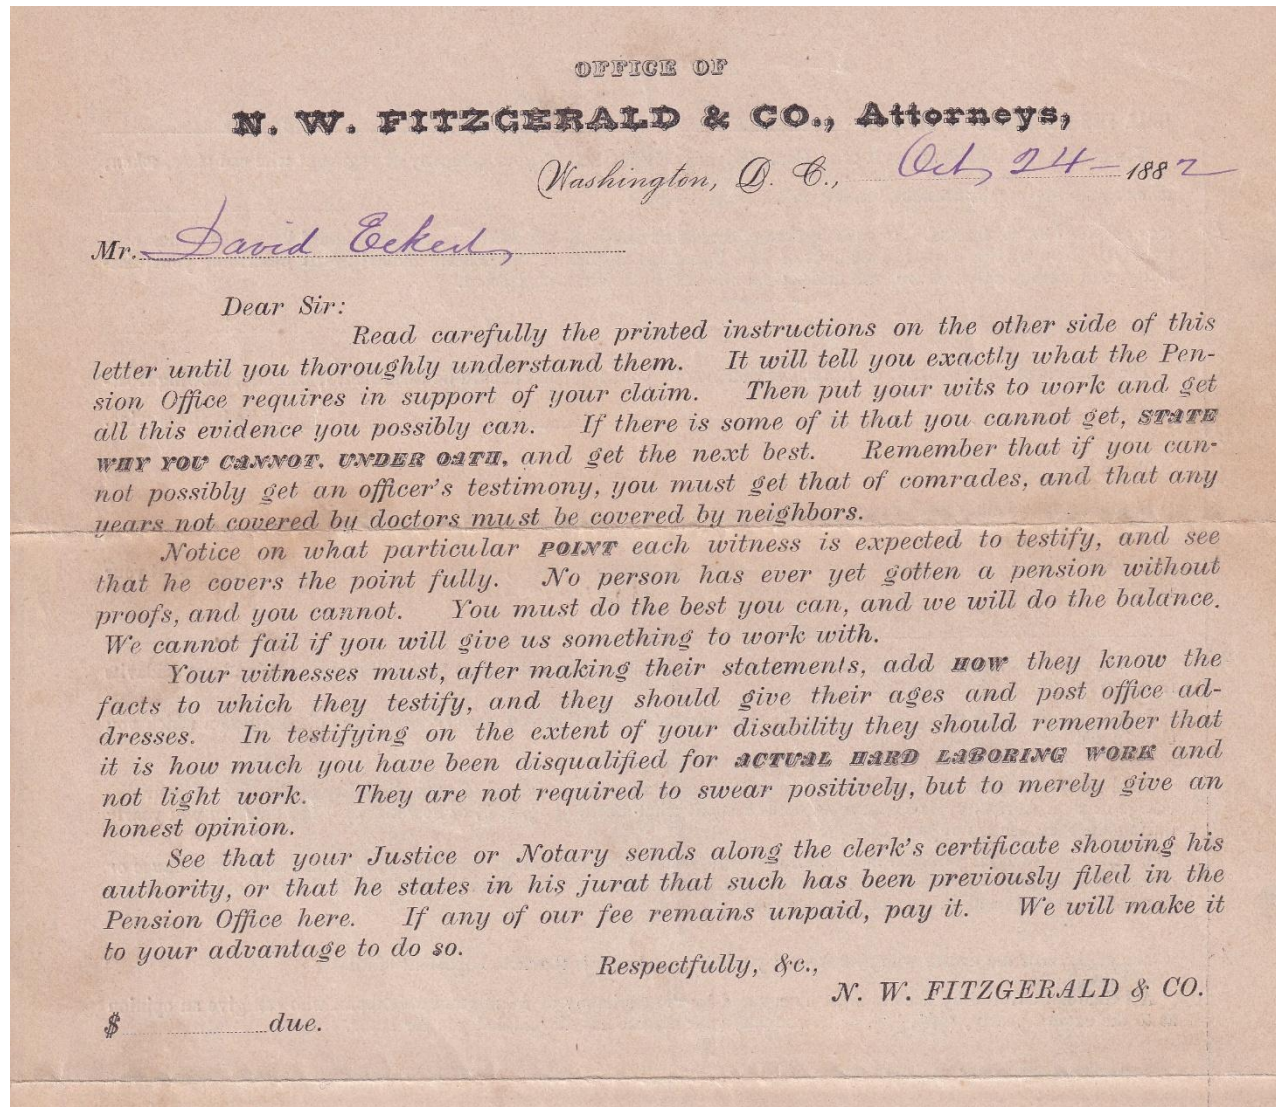 OFFICE OF
N. W. FITZGERALD & CO., Attorneys,
Washington, D. C., Oct 24 - 1882
Mr. David Eckert,
Dear Sir:
Read carefully the printed instructions on the other side of this
letter until you thoroughly understand them. It will tell you exactly what the Pen-
sion Office requires in support of your claim. Then put your wits to work and get
all this evidence you possibly can. If there is some of it that you cannot get, STATE
WHY YOU CANNOT, UNDER OATH, and get the next best. Remember that if you can-
not possibly get an officer's testimony, you must get that of comrades, and that any
years not covered by doctors must be covered by neighbors.
Notice on what particular POINT each witness is expected to testify, and see
that he covers the point fully. No person has ever yet gotten a pension without
proofs, and you cannot. You must do the best you can, and we will do the balance.
We cannot fail if you will give us something to work with.
Your witnesses must, after making their statements, add HOW they know the
facts to which they testify, and they should give their ages and post office ad-
dresses. In testifying on the extent of your disability they should remember that
it is how much you have been disqualified for ACTUAL HARD LABORING WORK and
not light work. They are not required to swear positively, but to merely give an
honest opinion.
See that your Justice or Notary sends along the clerk's certificate showing his
authority, or that he states in his jurat that such has been previously filed in the
Pension Office here. If any of our fee remains unpaid, pay it. We will make it
to your advantage to do so.
Respectfully, &c.,
N. W. FITZGERALD & CO.
$ due.